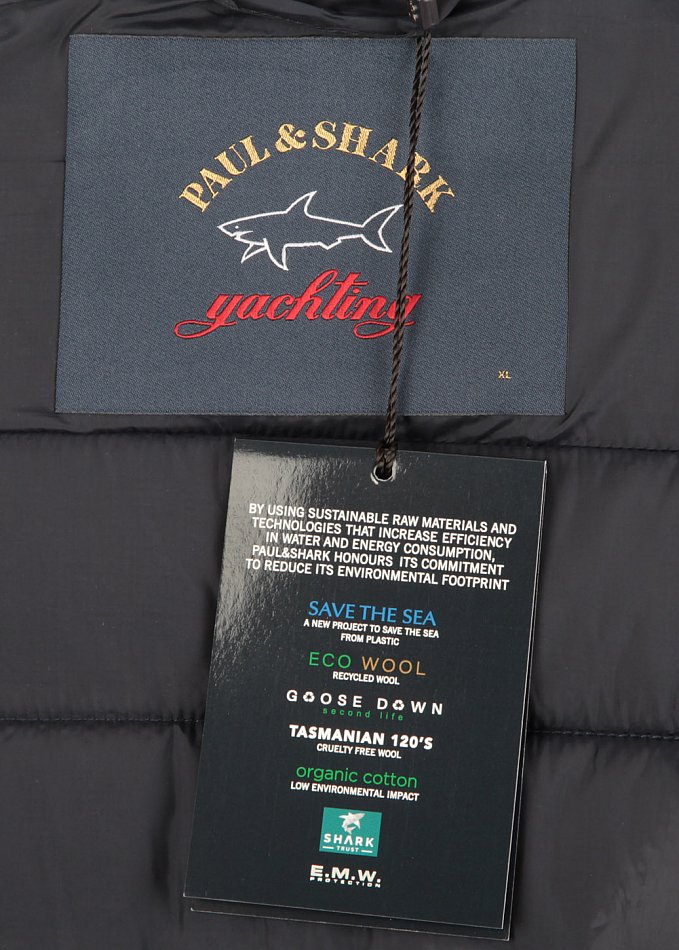 PAUL & SHARK
yachting
XL
BY USING SUSTAINABLE RAW MATERIALS AND
TECHNOLOGIES THAT INCREASE EFFICIENCY
IN WATER AND ENERGY CONSUMPTION,
PAUL&SHARK HONOURS ITS COMMITMENT
TO REDUCE ITS ENVIRONMENTAL FOOTPRINT
SAVE THE SEA
A NEW PROJECT TO SAVE THE SEA
FROM PLASTIC
ECO WOOL
RECYCLED WOOL
GOOSE DOWN
second life
TASMANIAN 120'S
CRUELTY FREE WOOL
organic cotton
LOW ENVIRONMENTAL IMPACT
SHARK
TRUST
E.M.W.
PROTECTION